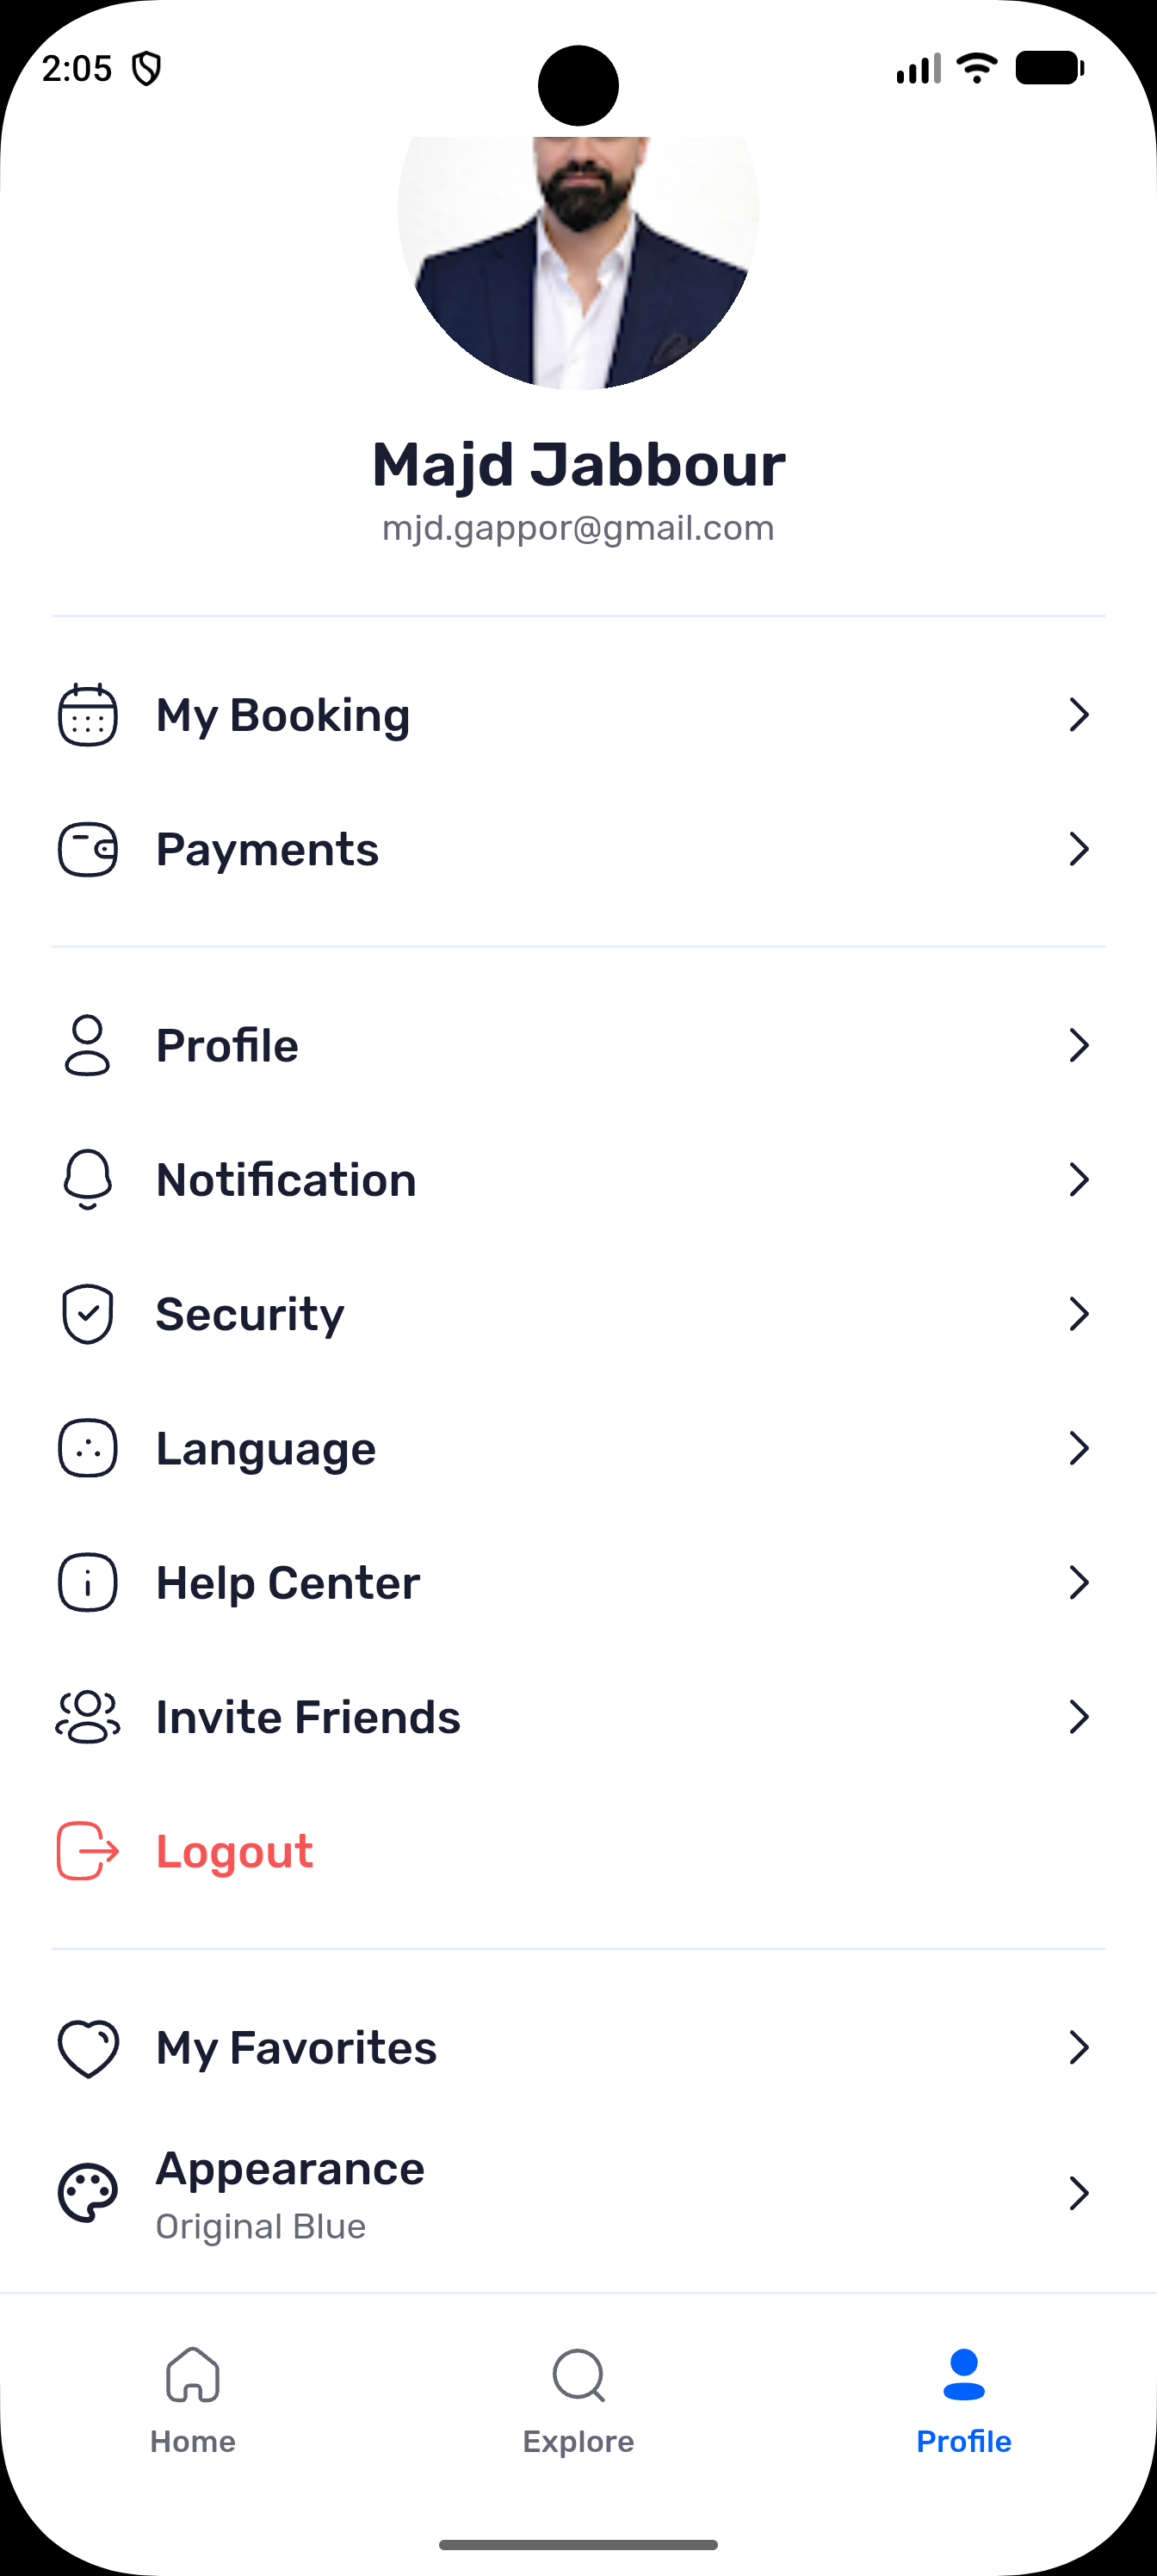 2:05
Majd Jabbour
mjd.gappor@gmail.com
My Booking
Payments
Profile
Notification
Security
Language
Help Center
Invite Friends
Logout
My Favorites
Appearance
Original Blue
Home
Explore
Profile